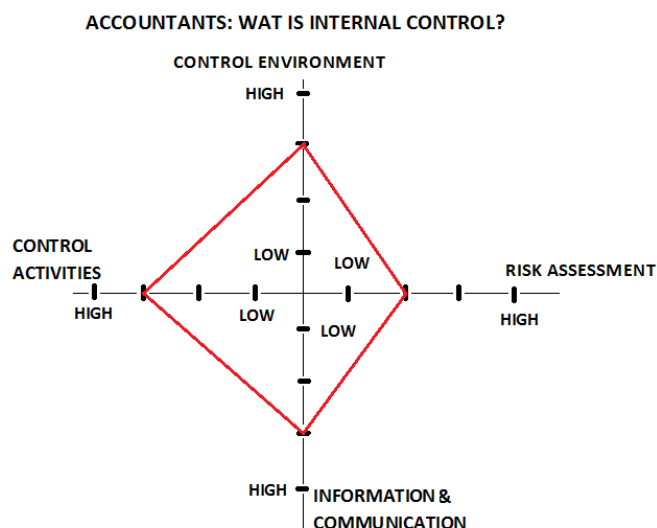 ACCOUNTANTS: WAT IS INTERNAL CONTROL?
CONTROL ENVIRONMENT
HIGH
CONTROL
ACTIVITIES
LOW
LOW
RISK ASSESSMENT
HIGH
LOW
LOW
HIGH
HIGH
INFORMATION &
COMMUNICATION